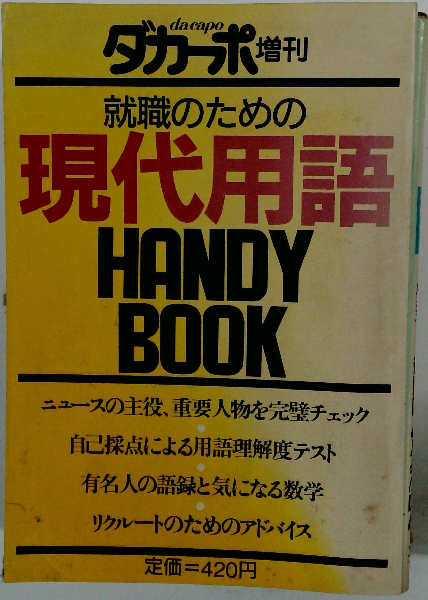 dacapo
ダカーポ増刊
就職のための
現代用語
HANDY
BOOK
ニュースの主役、重要人物を完璧チェック
自己採点による用語理解度テスト
有名人の語録と気になる数学
リクルートのためのアドバイス
定価=420円